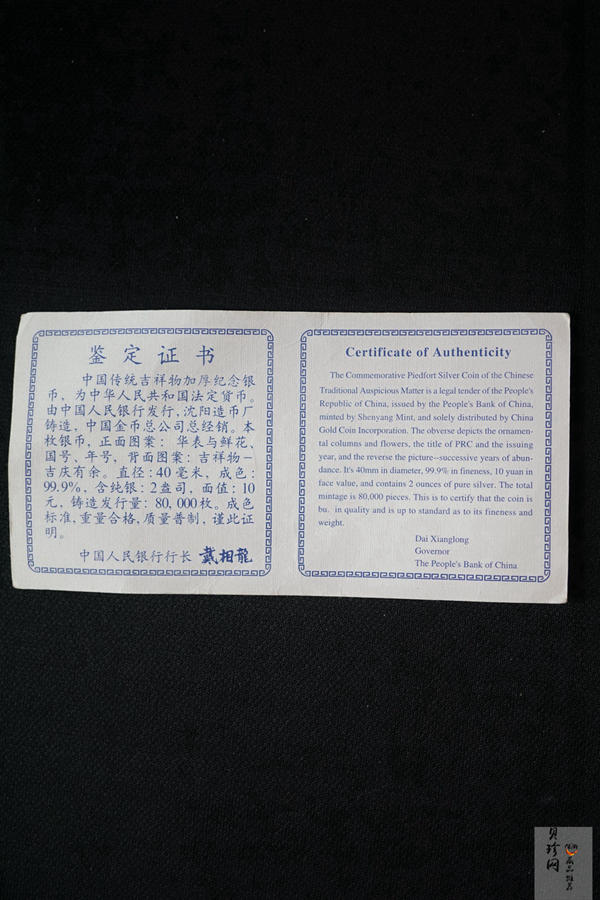 鉴定证书
中国传统吉祥物加厚纪念银
币，为中华人民共和国法定货币。
由中国人民银行发行，沈阳造币厂
铸造，中国金币总公司总经销。本
枚银币，正面图案：华表与鲜花、
国号、年号，背面图案：吉祥物－
吉庆有余。直径：40毫米，成色：
99.9%，含纯银：2盎司，面值：10
元，铸造发行量：80,000枚。成色
标准，重量合格，质量普制，谨此证
明。
中国人民银行行长 戴相龍
Certificate of Authenticity
The Commemorative Piedfort Silver Coin of the Chinese
Traditional Auspicious Matter is a legal tender of the People's
Republic of China, issued by the People's Bank of China,
minted by Shenyang Mint, and solely distributed by China
Gold Coin Incorporation. The obverse depicts the ornamen-
tal columns and flowers, the title of PRC and the issuing
year, and the reverse the picture--successive years of abun-
dance. It's 40mm in diameter, 99.9% in fineness, 10 yuan in
face value, and contains 2 ounces of pure silver. The total
mintage is 80,000 pieces. This is to certify that the coin is
bu. in quality and is up to standard as to its fineness and
weight.
Dai Xianglong
Governor
The People's Bank of China
贝珍网